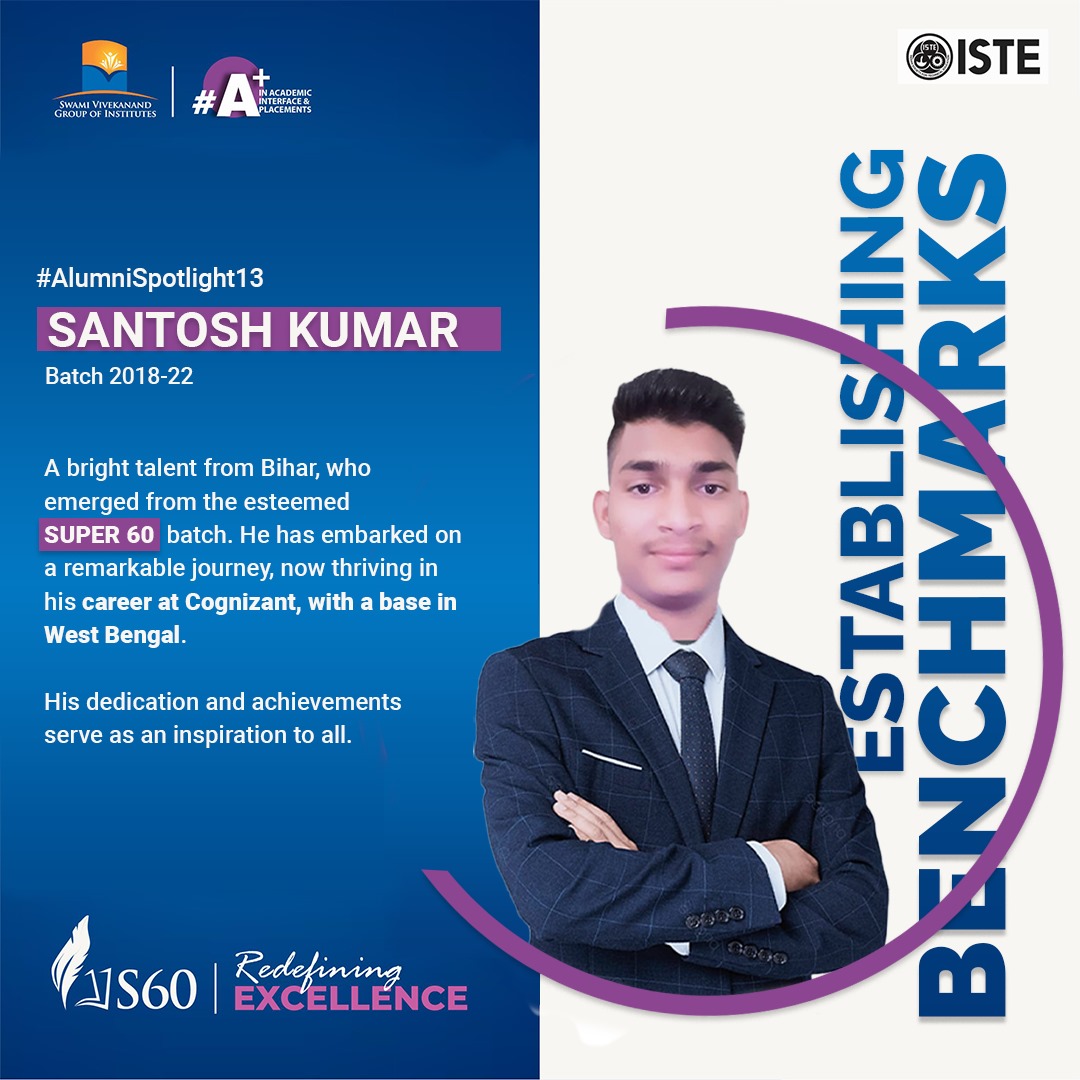 SWAMI VIVEKANAND
GROUP OF INSTITUTES
#A+
IN ACADEMIC
INTERFACE &
PLACEMENTS
ISTE
#AlumniSpotlight13
SANTOSH KUMAR
Batch 2018-22
A bright talent from Bihar, who
emerged from the esteemed
SUPER 60 batch. He has embarked on
a remarkable journey, now thriving in
his career at Cognizant, with a base in
West Bengal.
His dedication and achievements
serve as an inspiration to all.
ESTABLISHING
BENCHMARKS
S60
Redefining
EXCELLENCE